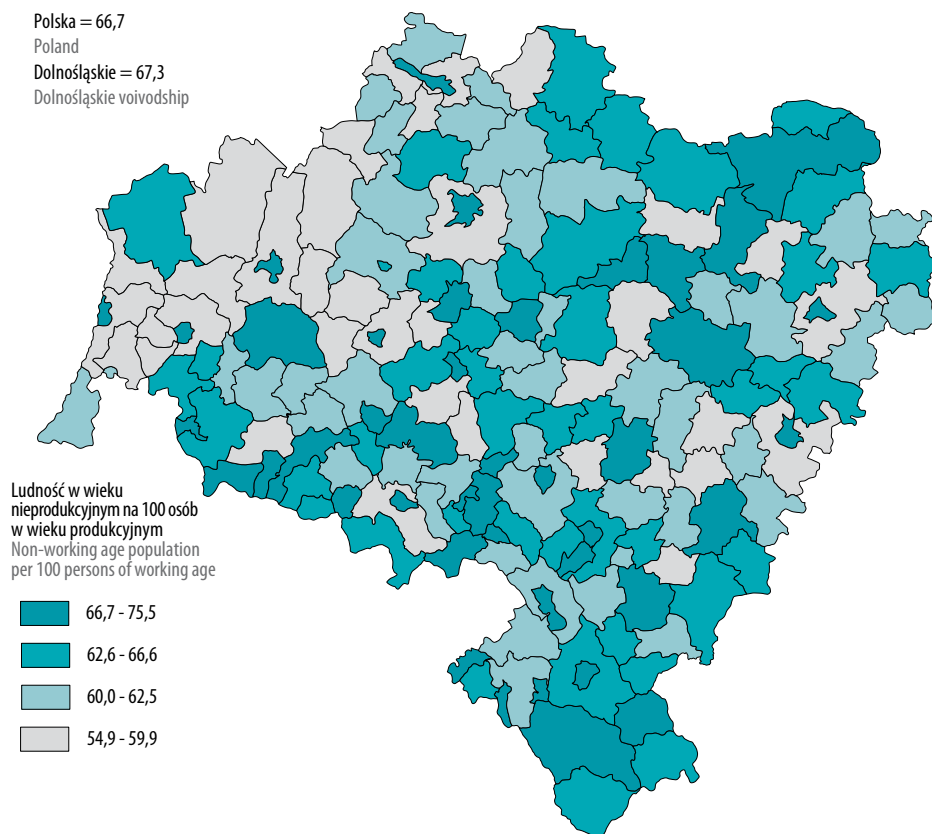 Polska = 66,7
Poland
Dolnośląskie = 67,3
Dolnośląskie voivodship
Ludność w wieku
nieprodukcyjnym na 100 osób
w wieku produkcyjnym
Non-working age population
per 100 persons of working age
66,7 - 75,5
62,6 - 66,6
60,0 - 62,5
54,9 - 59,9